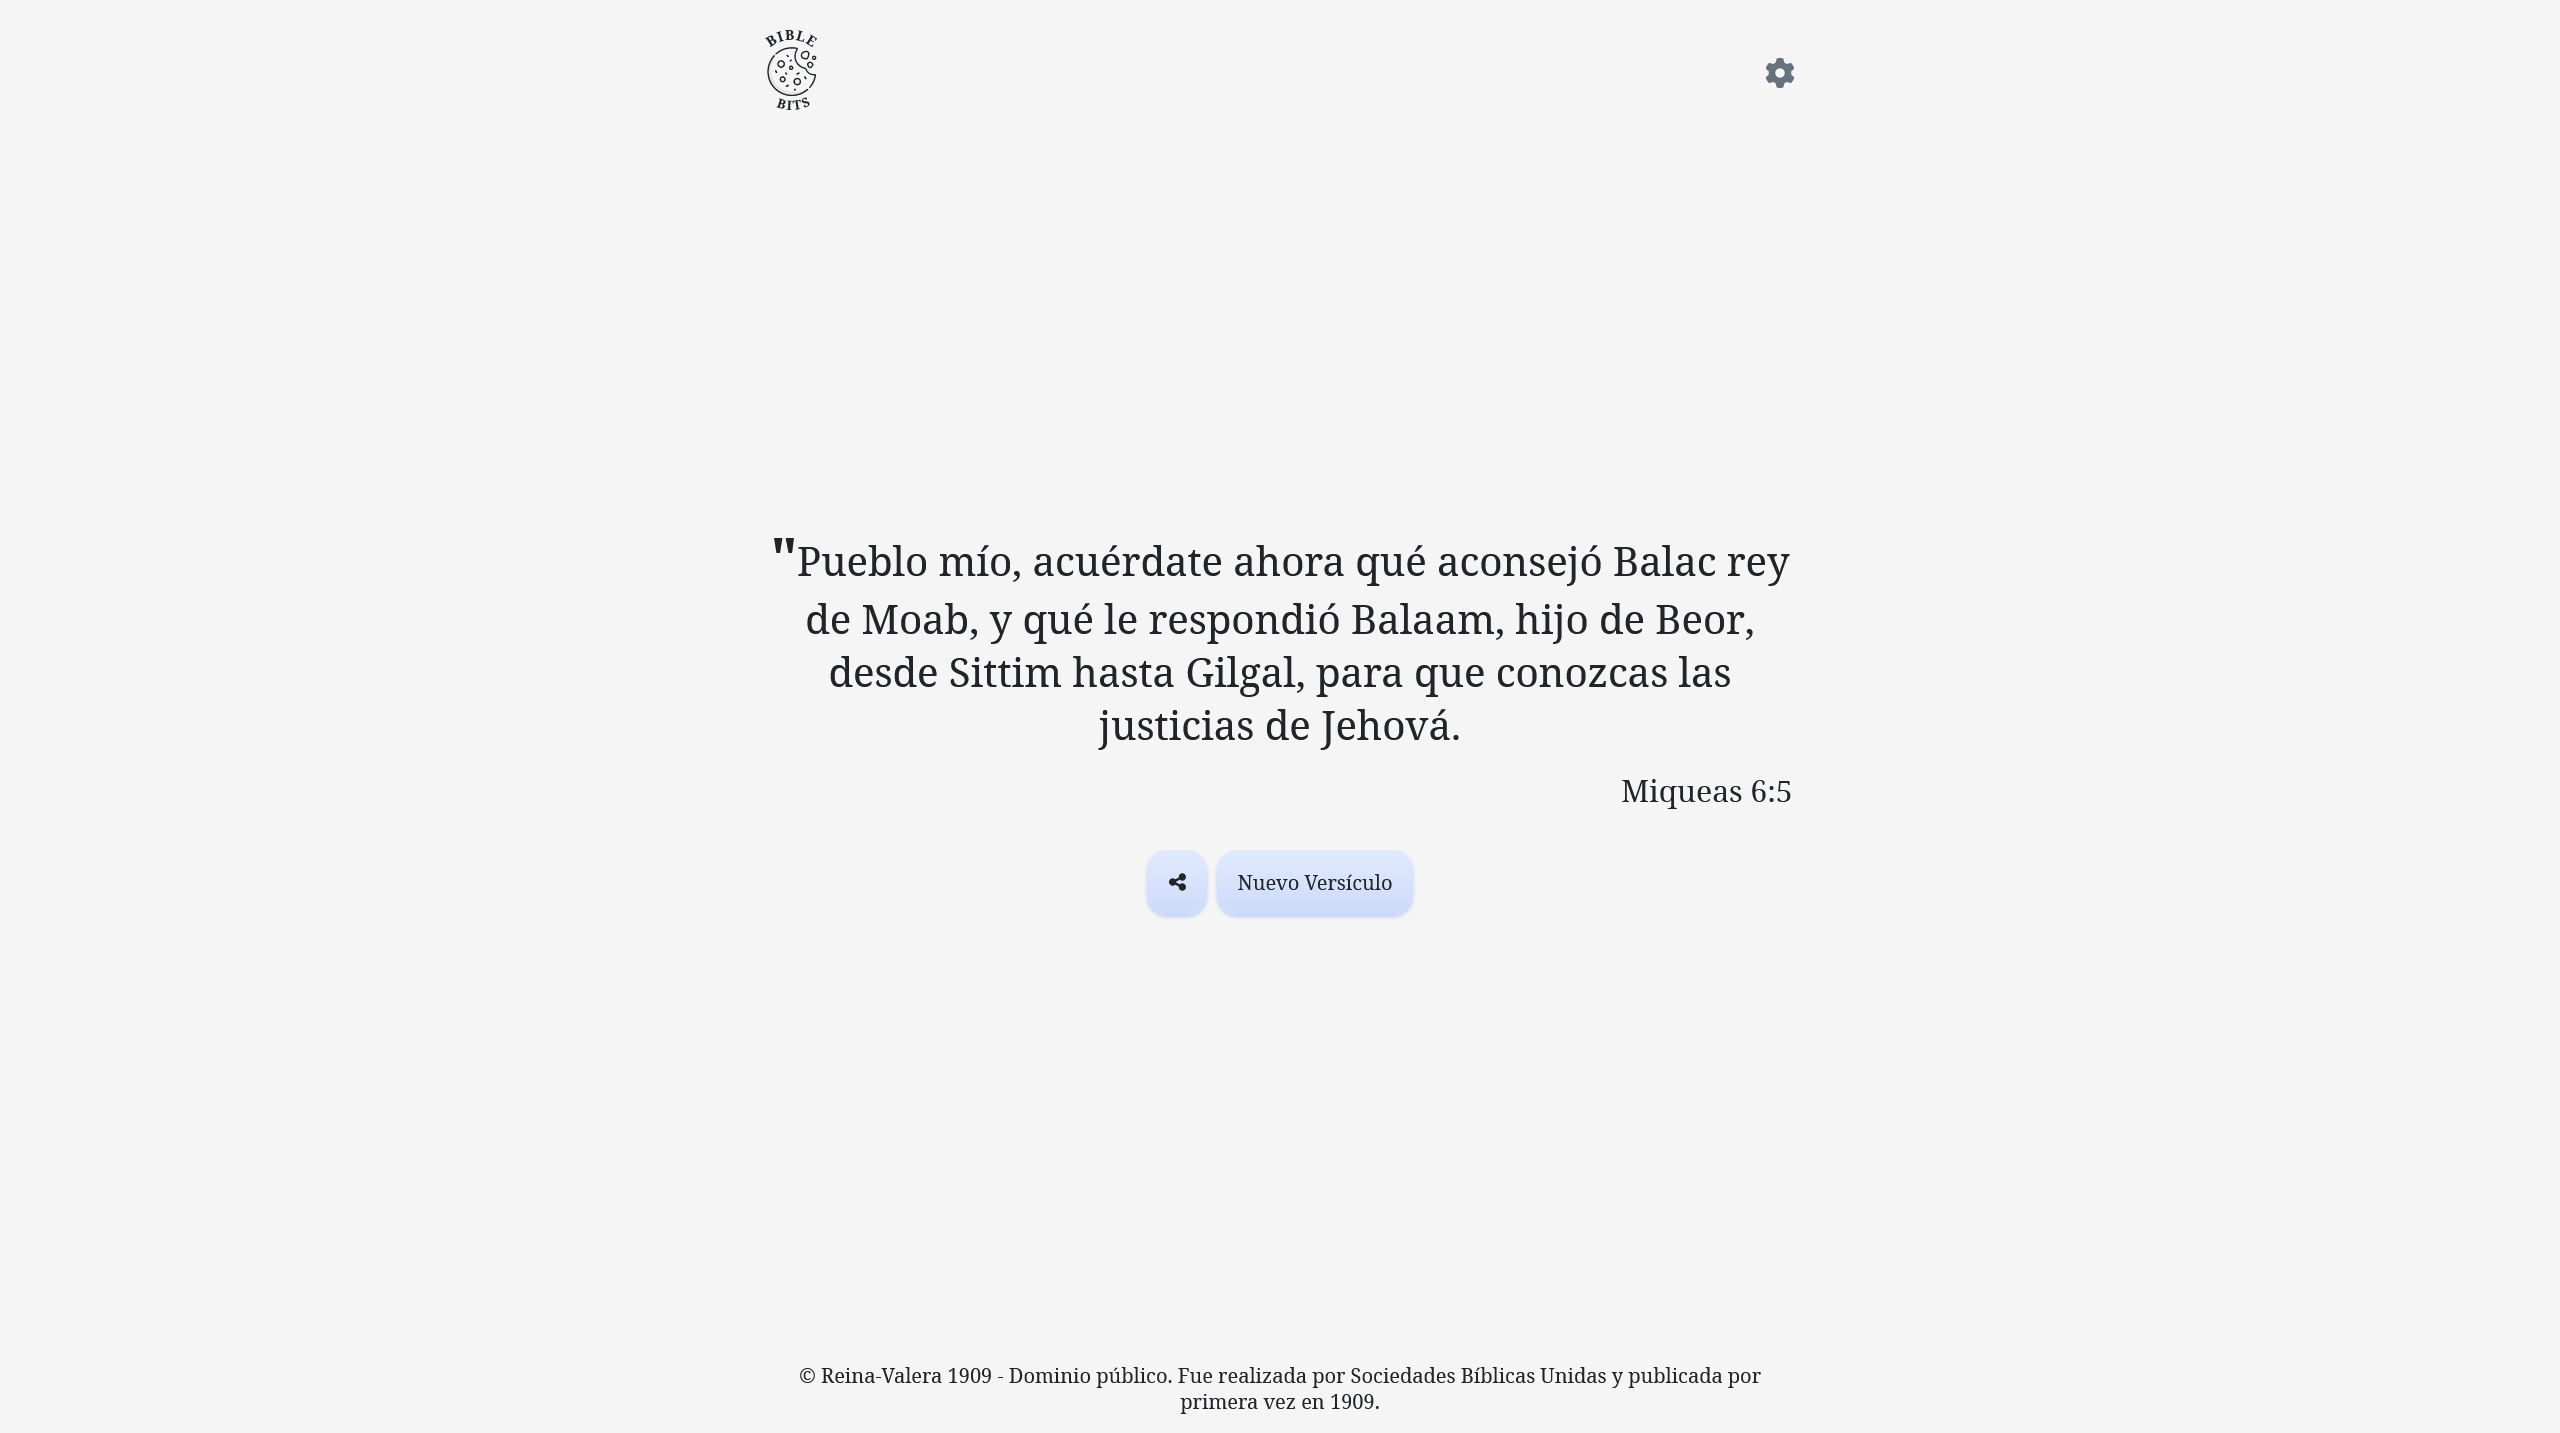 BIBLE
BITS
"Pueblo mío, acuérdate ahora qué aconsejó Balac rey
de Moab, y qué le respondió Balaam, hijo de Beor,
desde Sittim hasta Gilgal, para que conozcas las
justicias de Jehová.
Miqueas 6:5
Nuevo Versículo
© Reina-Valera 1909 - Dominio público. Fue realizada por Sociedades Bíblicas Unidas y publicada por
primera vez en 1909.